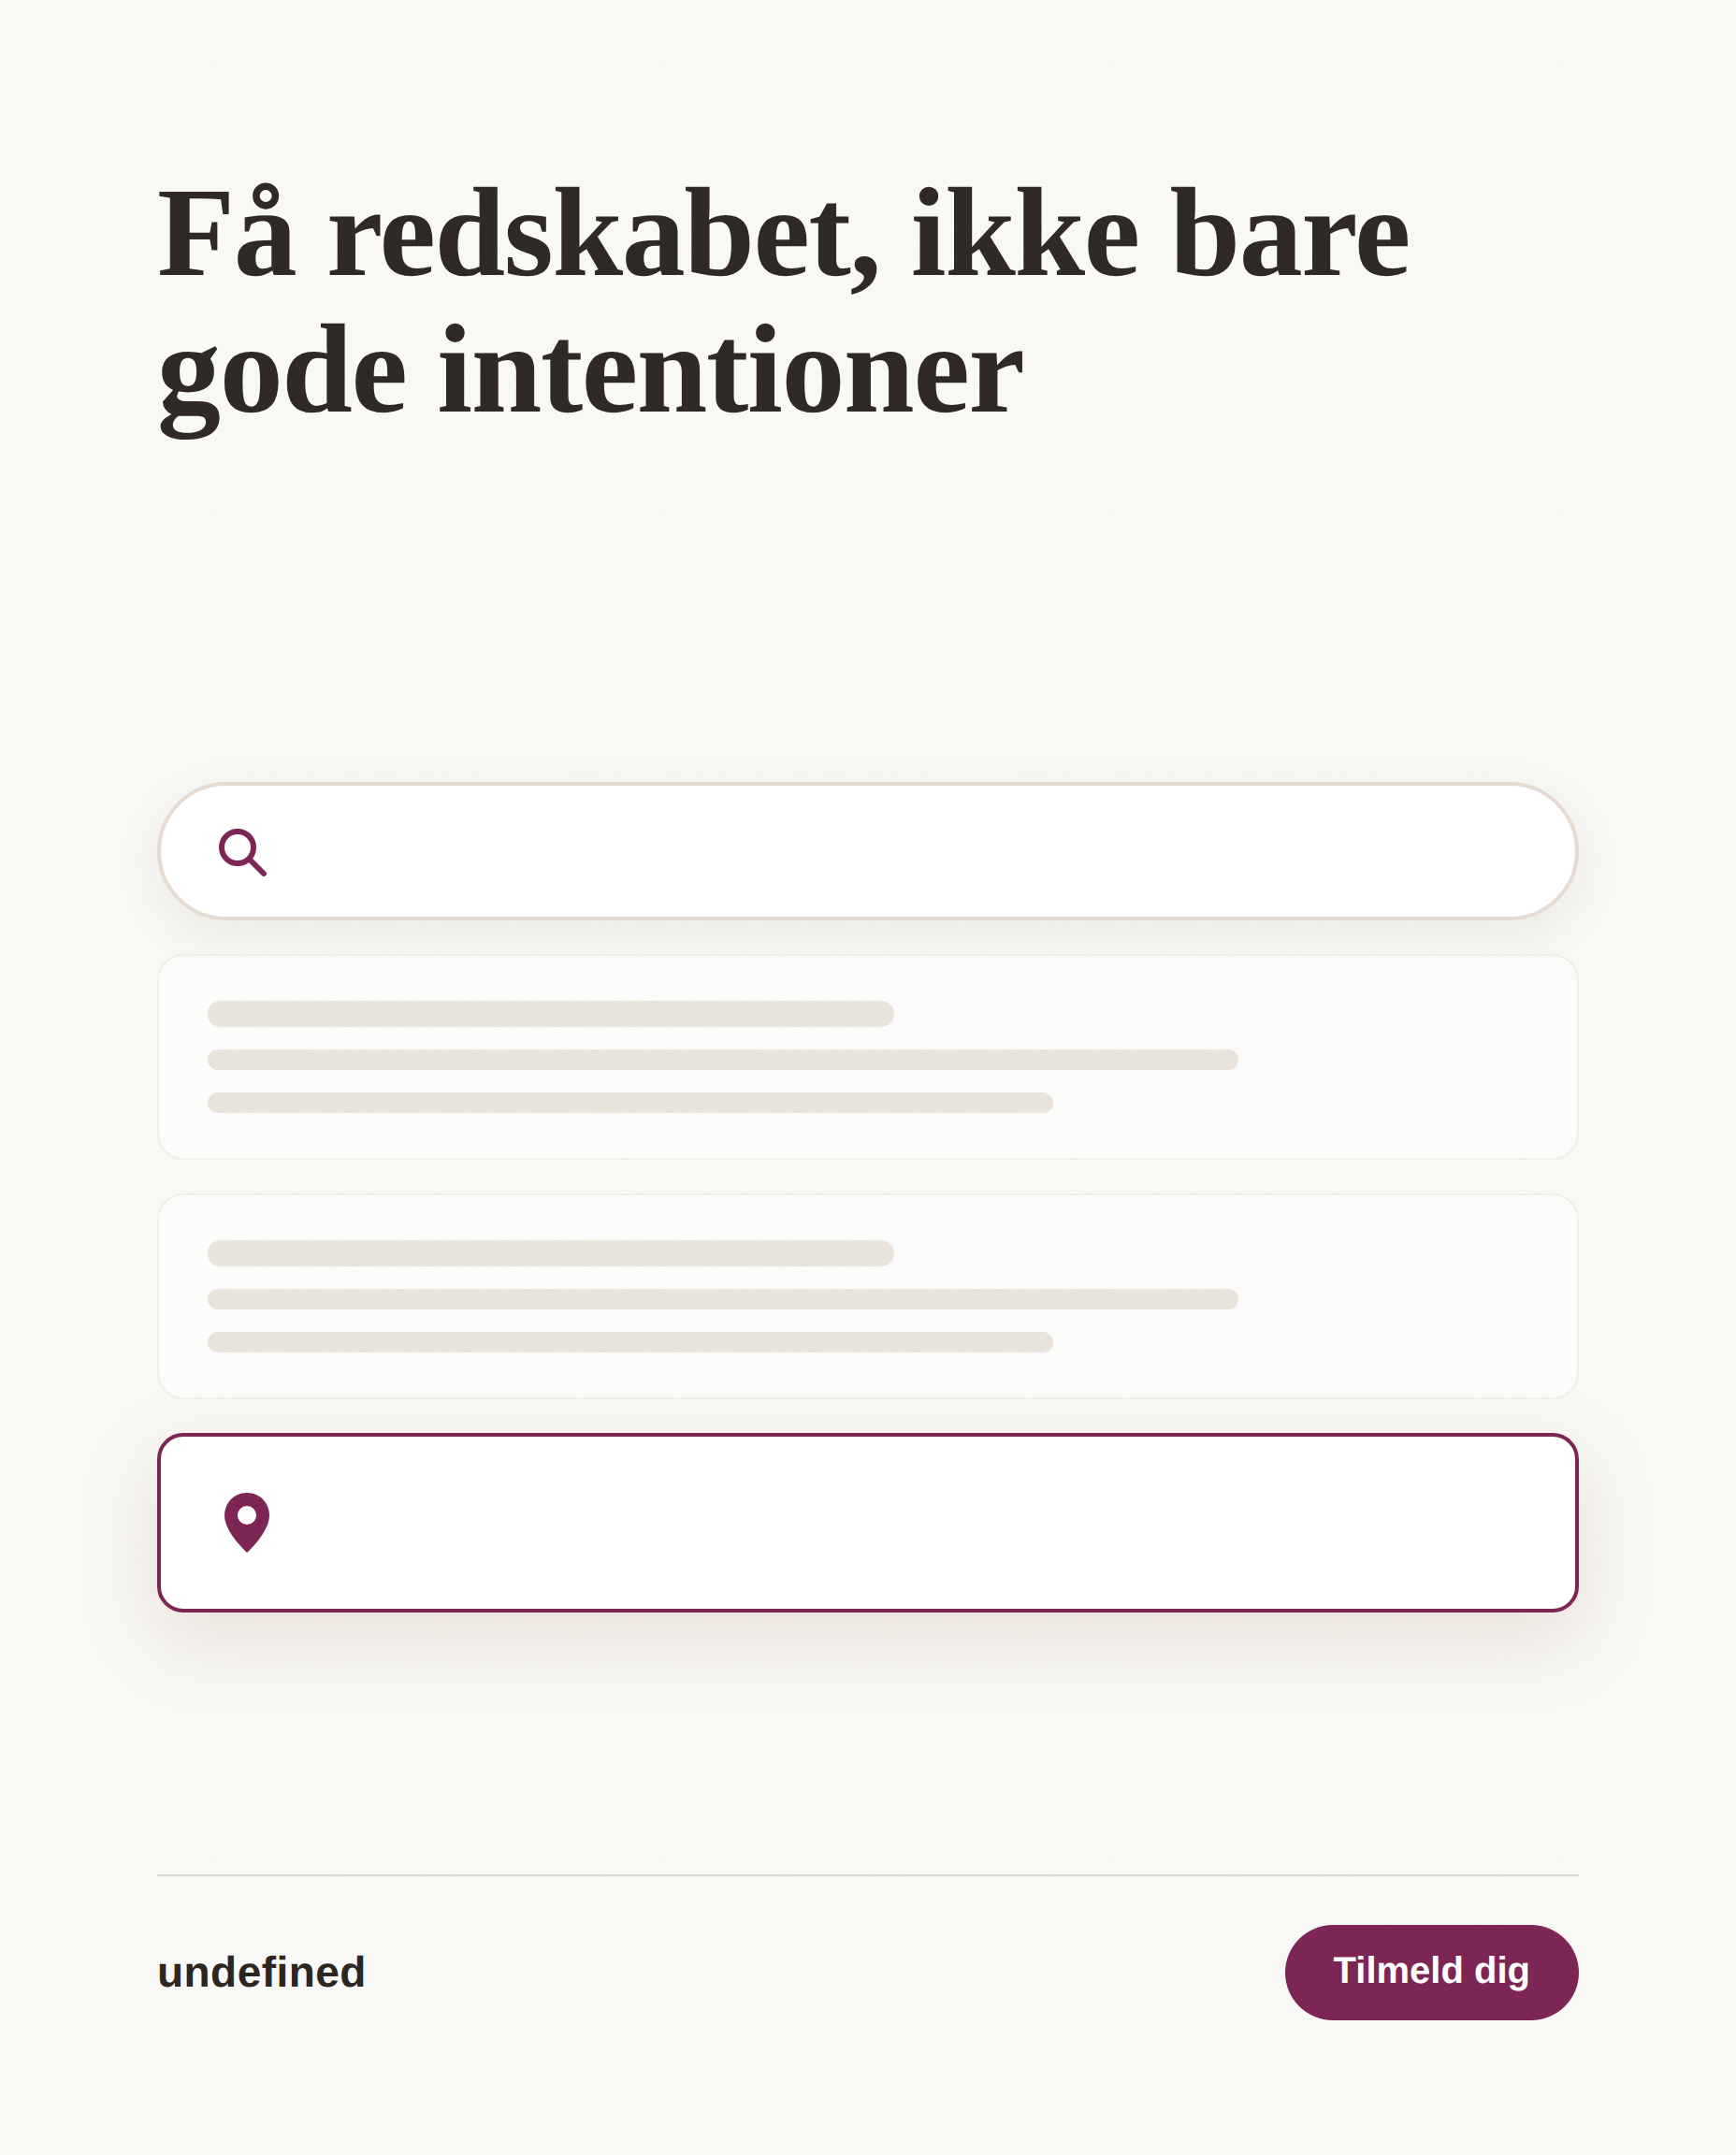 Få redskabet, ikke bare
gode intentioner
undefined
Tilmeld dig